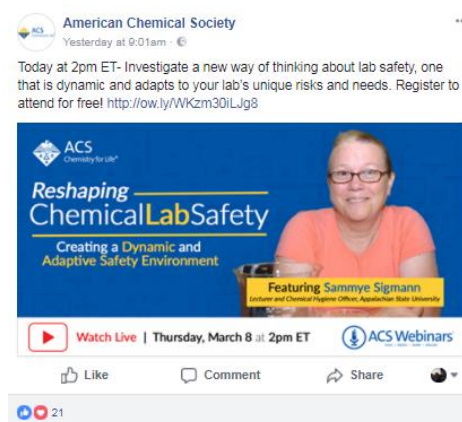 American Chemical Society
Yesterday at 9:01am ·
Today at 2pm ET- Investigate a new way of thinking about lab safety, one
that is dynamic and adapts to your lab's unique risks and needs. Register to
attend for free! http://ow.ly/WKzm30iLJg8
ACS
Chemistry for Life®
Reshaping
ChemicalLabSafety
Creating a Dynamic and
Adaptive Safety Environment
Featuring Sammye Sigmann
Lecturer and Chemical Hygiene Officer, Appalachian State University
Watch Live | Thursday, March 8 at 2pm ET
ACS Webinars
Like Comment Share
21